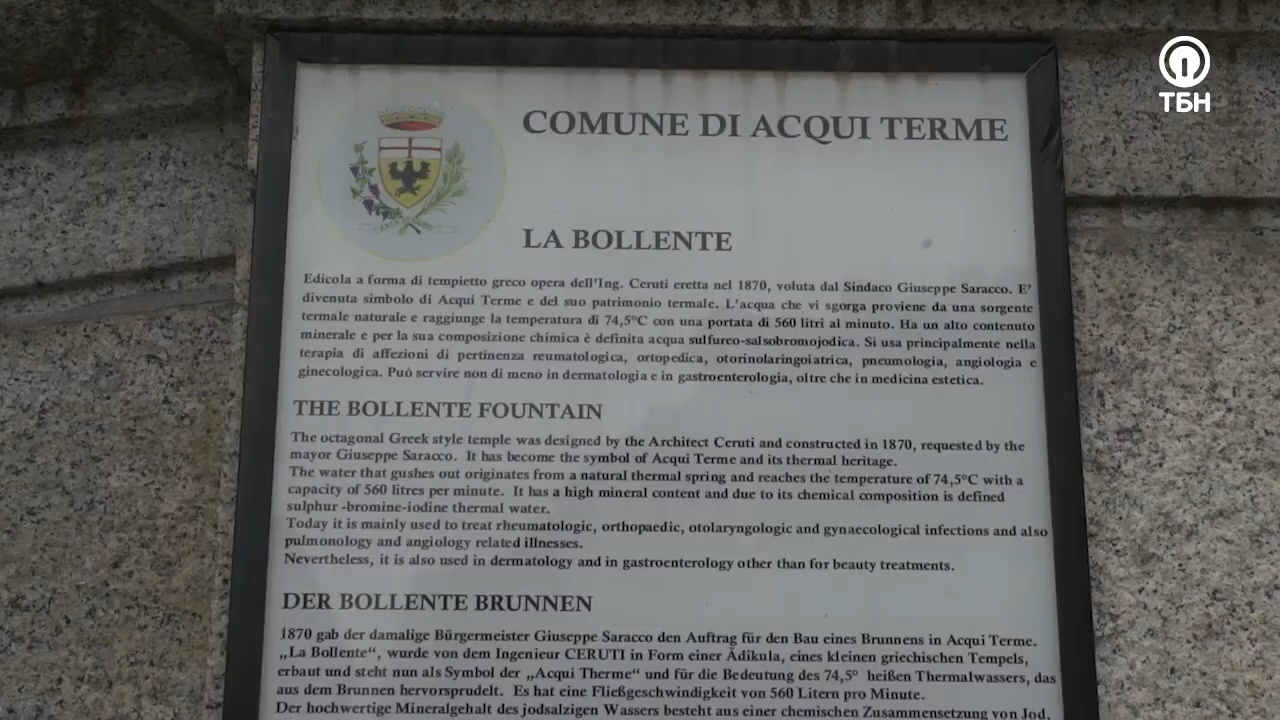 ТБН
COMUNE DI ACQUI TERME
LA BOLLENTE
Edicola a forma di tempietto greco opera dell'Ing. Ceruti eretta nel 1870, voluta dal Sindaco Giuseppe Saracco. E'
divenuta simbolo di Acqui Terme e del suo patrimonio termale. L'acqua che vi sgorga proviene da una sorgente
termale naturale e raggiunge la temperatura di 74,5°C con una portata di 560 litri al minuto. Ha un alto contenuto
minerale e per la sua composizione chimica è definita acqua sulfureo-salsobromojodica. Si usa principalmente nella
terapia di affezioni di pertinenza reumatologica, ortopedica, otorinolaringoiatrica, pneumologia, angiologia e
ginecologica. Può servire non di meno in dermatologia e in gastroenterologia, oltre che in medicina estetica.
THE BOLLENTE FOUNTAIN
The octagonal Greek style temple was designed by the Architect Ceruti and constructed in 1870, requested by the
mayor Giuseppe Saracco. It has become the symbol of Acqui Terme and its thermal heritage.
The water that gushes out originates from a natural thermal spring and reaches the temperature of 74,5°C with a
capacity of 560 litres per minute. It has a high mineral content and due to its chemical composition is defined
sulphur -bromine-iodine thermal water.
Today it is mainly used to treat rheumatologic, orthopaedic, otolaryngologic and gynaecological infections and also
pulmonology and angiology related illnesses.
Nevertheless, it is also used in dermatology and in gastroenterology other than for beauty treatments.
DER BOLLENTE BRUNNEN
1870 gab der damalige Bürgermeister Giuseppe Saracco den Auftrag für den Bau eines Brunnens in Acqui Terme.
„La Bollente“, wurde von dem Ingenieur CERUTI in Form einer Ädikula, eines kleinen griechischen Tempels,
erbaut und steht nun als Symbol der „Acqui Therme“ und für die Bedeutung des 74,5° heißen Thermalwassers, das
aus dem Brunnen hervorsprudelt. Es hat eine Fließgeschwindigkeit von 560 Litern pro Minute.
Der hochwertige Mineralgehalt des jodsalzigen Wassers besteht aus einer chemischen Zusammensetzung von Jod,